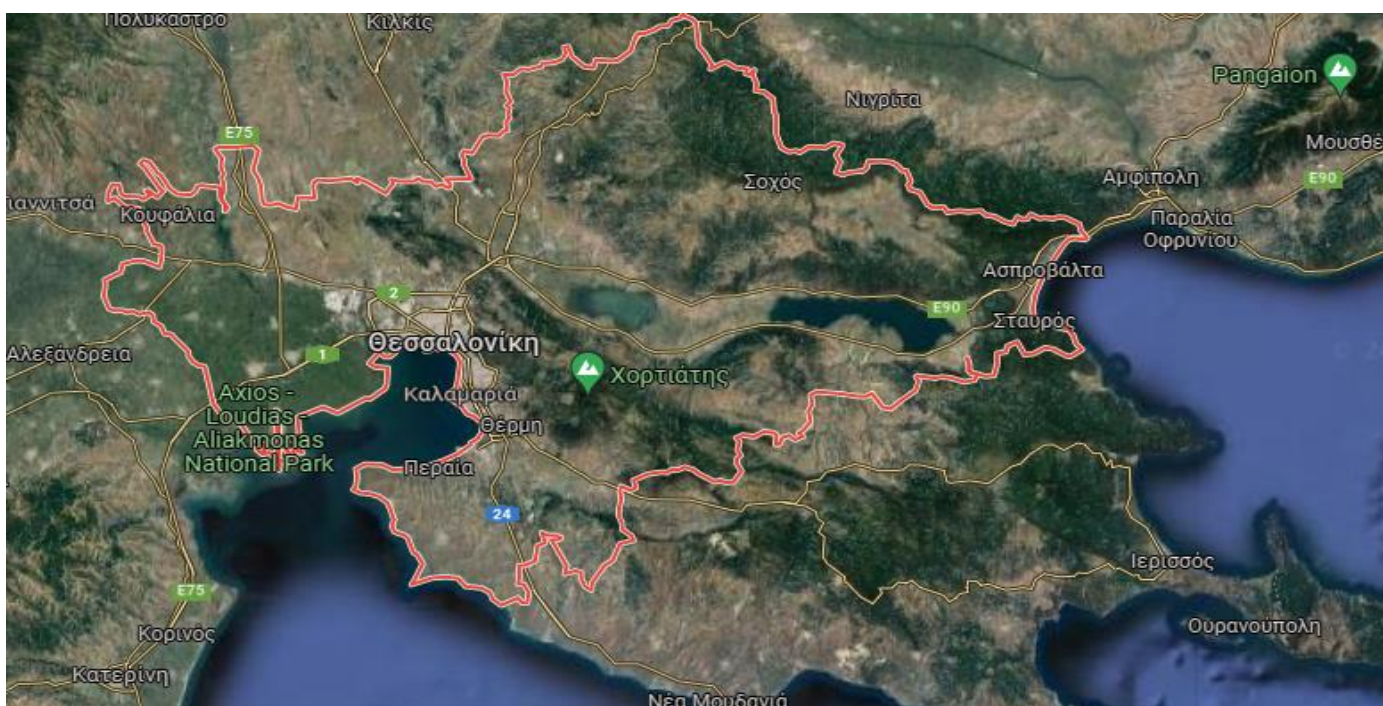 Πολύκαστρο
Κιλκίς
Pangaion
Νιγρίτα
E75
Μουσθέ
Σοχός
Αμφίπολη
E90
Γιαννιτσά
Κουφάλια
Παραλία
Οφρυνίου
Ασπροβάλτα
2
E90
Σταυρός
Θεσσαλονίκη
1
Αλεξάνδρεια
Χορτιάτης
Axios -
Loudias -
Aliakmonas
National Park
Καλαμαριά
Θέρμη
Περαία
24
Ιερισσός
E75
Κορινός
Ουρανούπολη
Κατερίνη
Νέα Μουδανιά